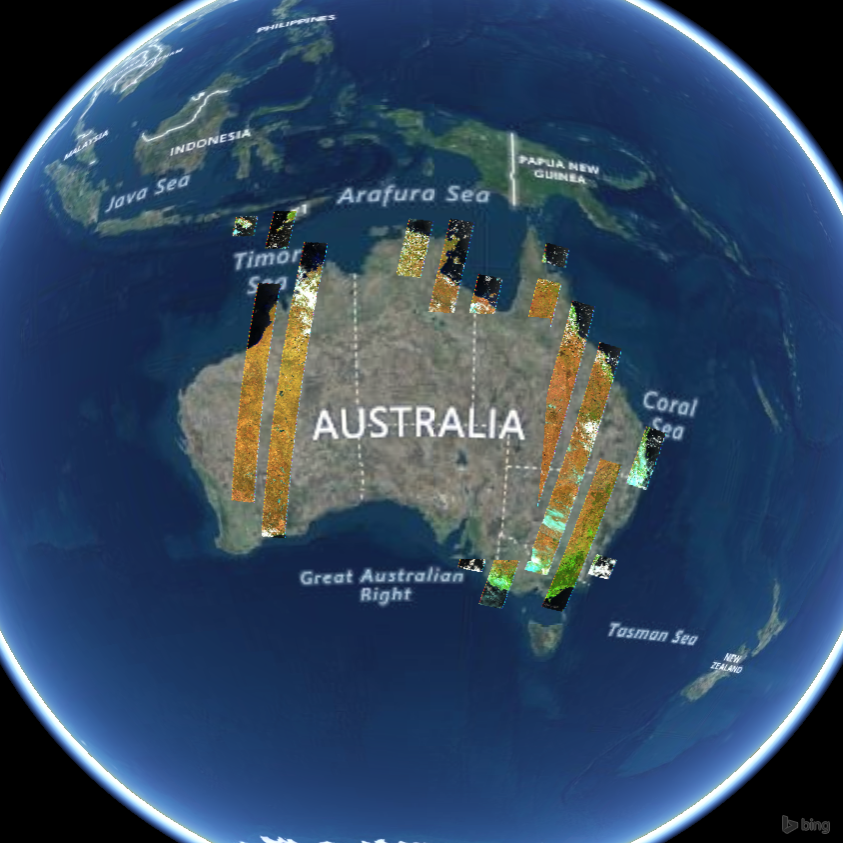 PHILIPPINES
MALAYSIA
INDONESIA
PAPUA NEW
GUINEA
Java Sea
Arafura Sea
Timor
Sea
AUSTRALIA
Coral
Sea
Great Australian
Bight
Tasman Sea
NEW
ZEALAND
bing